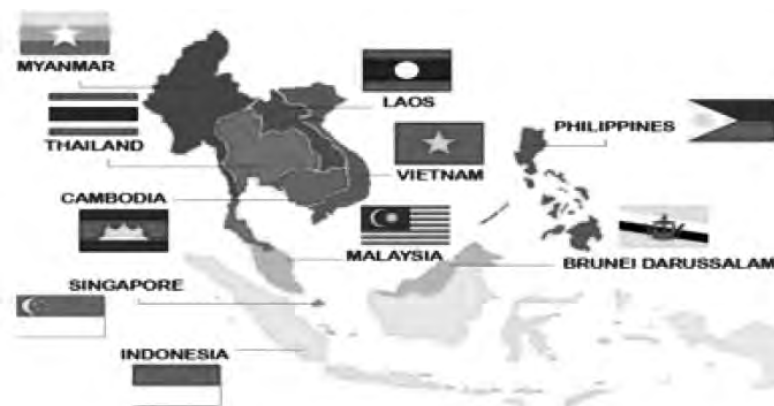 MYANMAR
LAOS
THAILAND
PHILIPPINES
VIETNAM
CAMBODIA
MALAYSIA
BRUNEI DARUSSALAM
SINGAPORE
INDONESIA